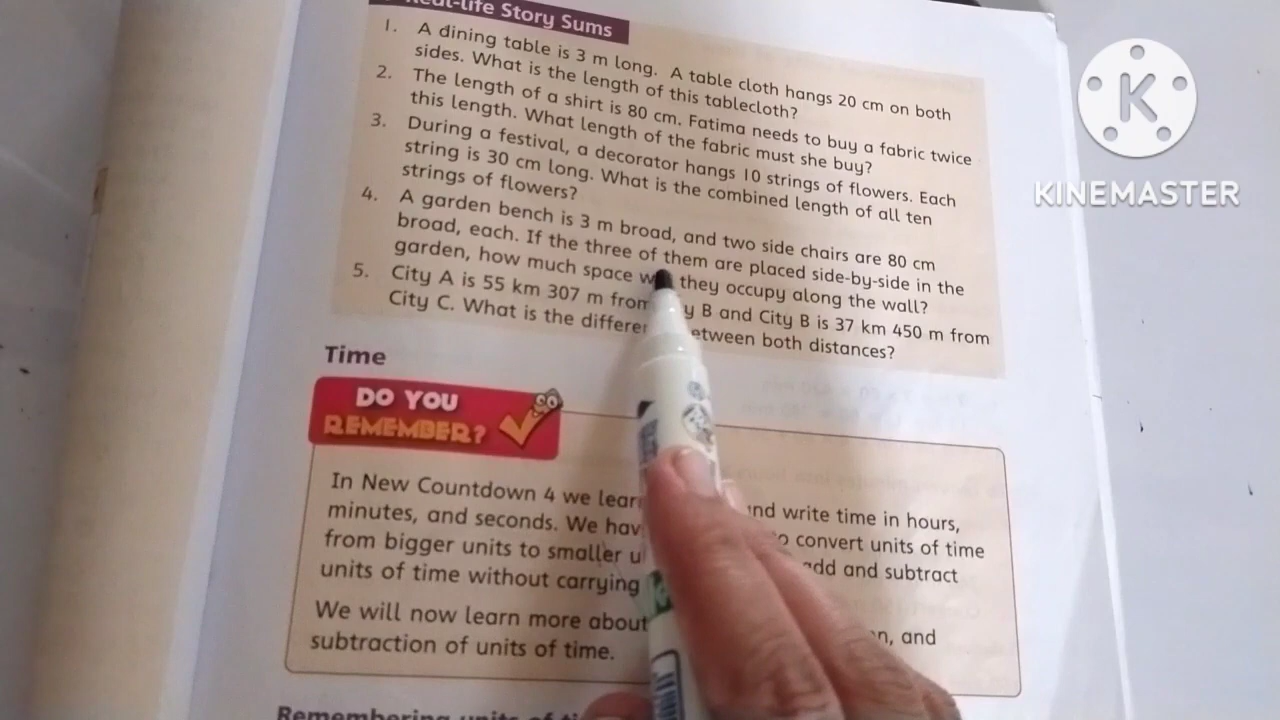 Real-life Story Sums
1. A dining table is 3 m long. A table cloth hangs 20 cm on both
sides. What is the length of this tablecloth?
2. The length of a shirt is 80 cm. Fatima needs to buy a fabric twice
this length. What length of the fabric must she buy?
3. During a festival, a decorator hangs 10 strings of flowers. Each
string is 30 cm long. What is the combined length of all ten
strings of flowers?
4. A garden bench is 3 m broad, and two side chairs are 80 cm
broad, each. If the three of them are placed side-by-side in the
garden, how much space they occupy along the wall?
5. City A is 55 km 307 m from B and City B is 37 km 450 m from
City C. What is the between both distances?
Time
DO YOU
REMEMBER?
In New Countdown 4 we and write time in hours,
minutes, and seconds. We convert units of time
from bigger units to smaller add and subtract
units of time without carrying
We will now learn more about and
subtraction of units of time.
Remembering units of
K
KINEMASTER